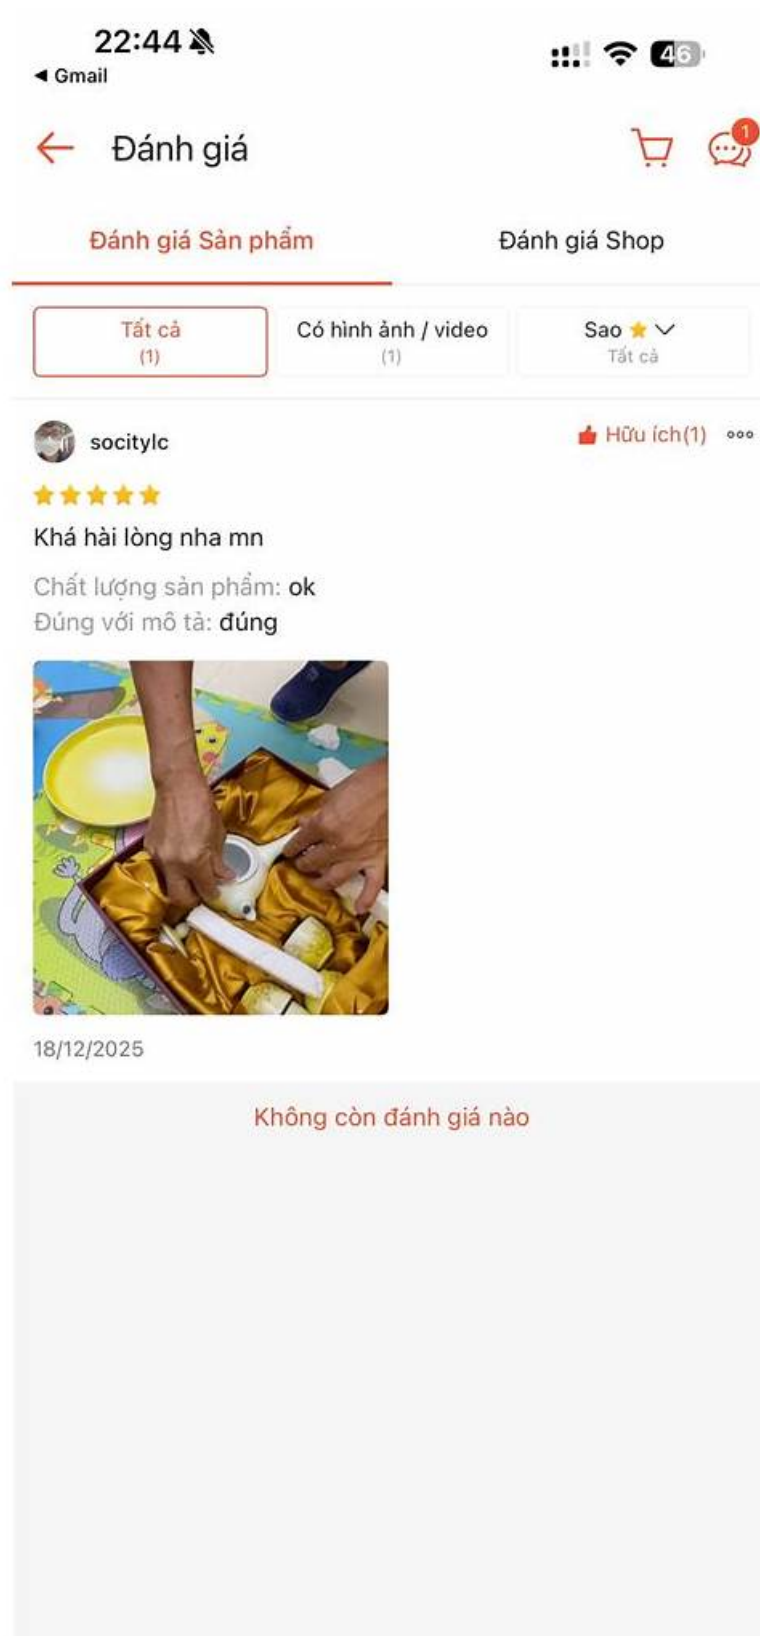 22:44
46
◀ Gmail
Đánh giá
1
Đánh giá Sản phẩm
Đánh giá Shop
Tất cả
(1)
Có hình ảnh / video
(1)
Sao
Tất cả
socitylc
Hữu ích(1)
Khá hài lòng nha mn
Chất lượng sản phẩm: ok
Đúng với mô tả: đúng
18/12/2025
Không còn đánh giá nào